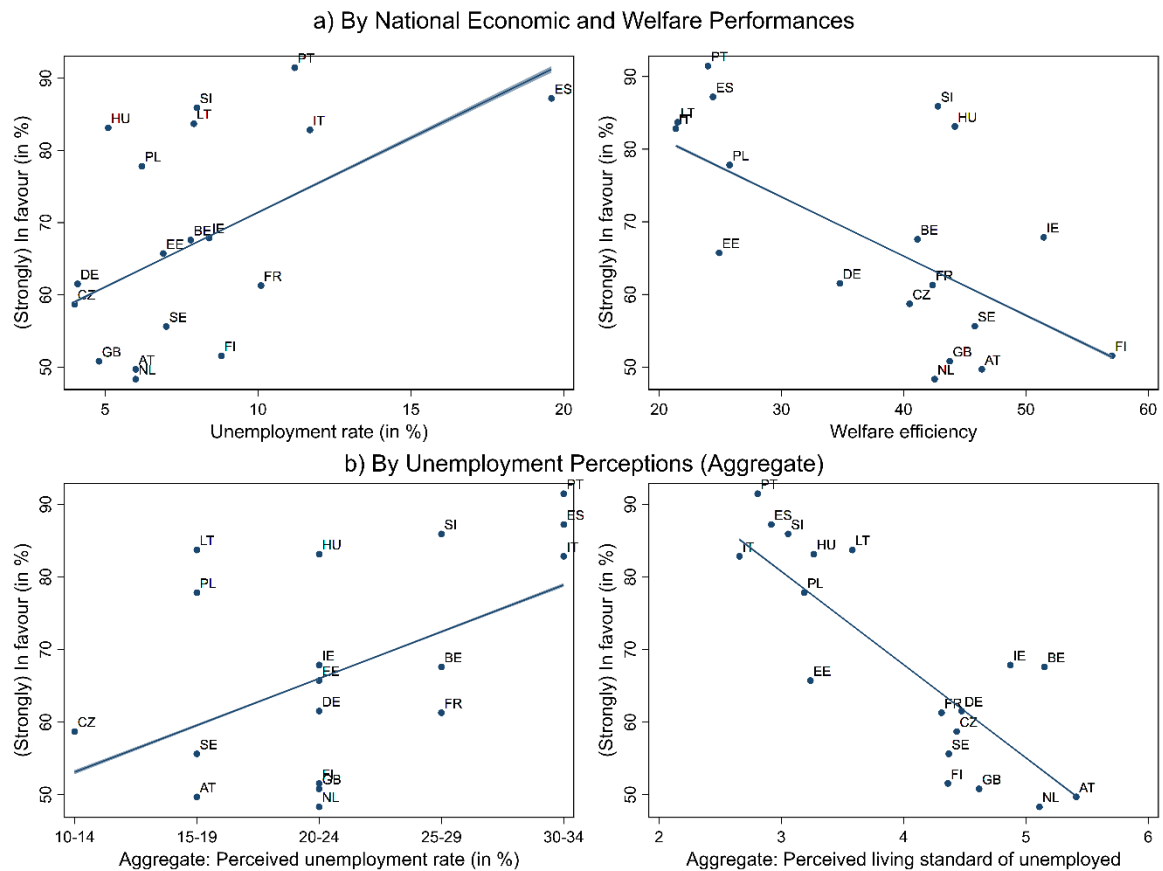 a) By National Economic and Welfare Performances
(Strongly) In favour (in %)
90
80
70
60
50
PT
ES
SI
LT
HU
IT
PL
BE
IE
EE
DE
FR
CZ
SE
FI
GB
AT
NL
5
10
15
20
Unemployment rate (in %)
(Strongly) In favour (in %)
90
80
70
60
50
PT
ES
SI
LT
IT
HU
PL
BE
IE
EE
DE
FR
CZ
SE
FI
GB
AT
NL
20
30
40
50
60
Welfare efficiency
b) By Unemployment Perceptions (Aggregate)
(Strongly) In favour (in %)
90
80
70
60
50
PT
ES
SI
LT
HU
IT
PL
IE
BE
EE
DE
FR
CZ
SE
FI
GB
AT
NL
10-14
15-19
20-24
25-29
30-34
Aggregate: Perceived unemployment rate (in %)
(Strongly) In favour (in %)
90
80
70
60
50
PT
ES
SI
LT
HU
IT
PL
IE
BE
EE
DE
FR
CZ
SE
FI
GB
AT
NL
2
3
4
5
6
Aggregate: Perceived living standard of unemployed